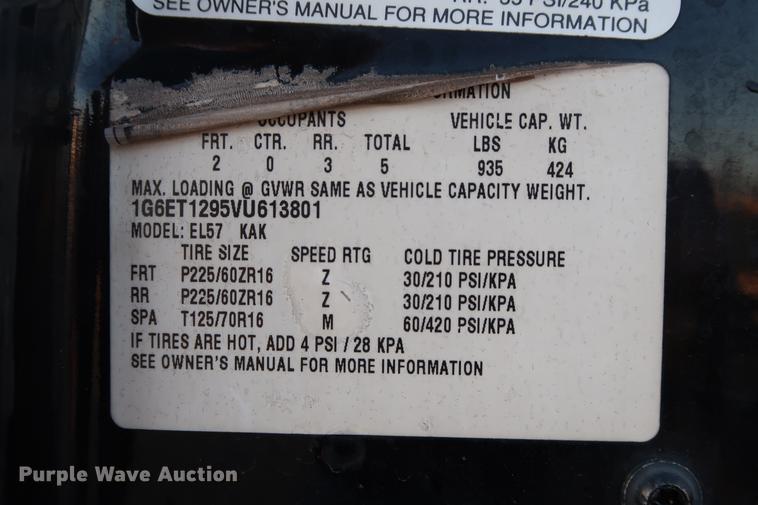 SEE OWNER'S MANUAL FOR MORE INFORMATION
OCCUPANTS VEHICLE CAP. WT.
FRT. CTR. RR. TOTAL LBS KG
2 0 3 5 935 424
MAX. LOADING @ GVWR SAME AS VEHICLE CAPACITY WEIGHT.
1G6ET1295VU613801
MODEL: EL57 KAK
TIRE SIZE SPEED RTG COLD TIRE PRESSURE
FRT P225/60ZR16 Z 30/210 PSI/KPA
RR P225/60ZR16 Z 30/210 PSI/KPA
SPA T125/70R16 M 60/420 PSI/KPA
IF TIRES ARE HOT, ADD 4 PSI / 28 KPA
SEE OWNER'S MANUAL FOR MORE INFORMATION
Purple Wave Auction